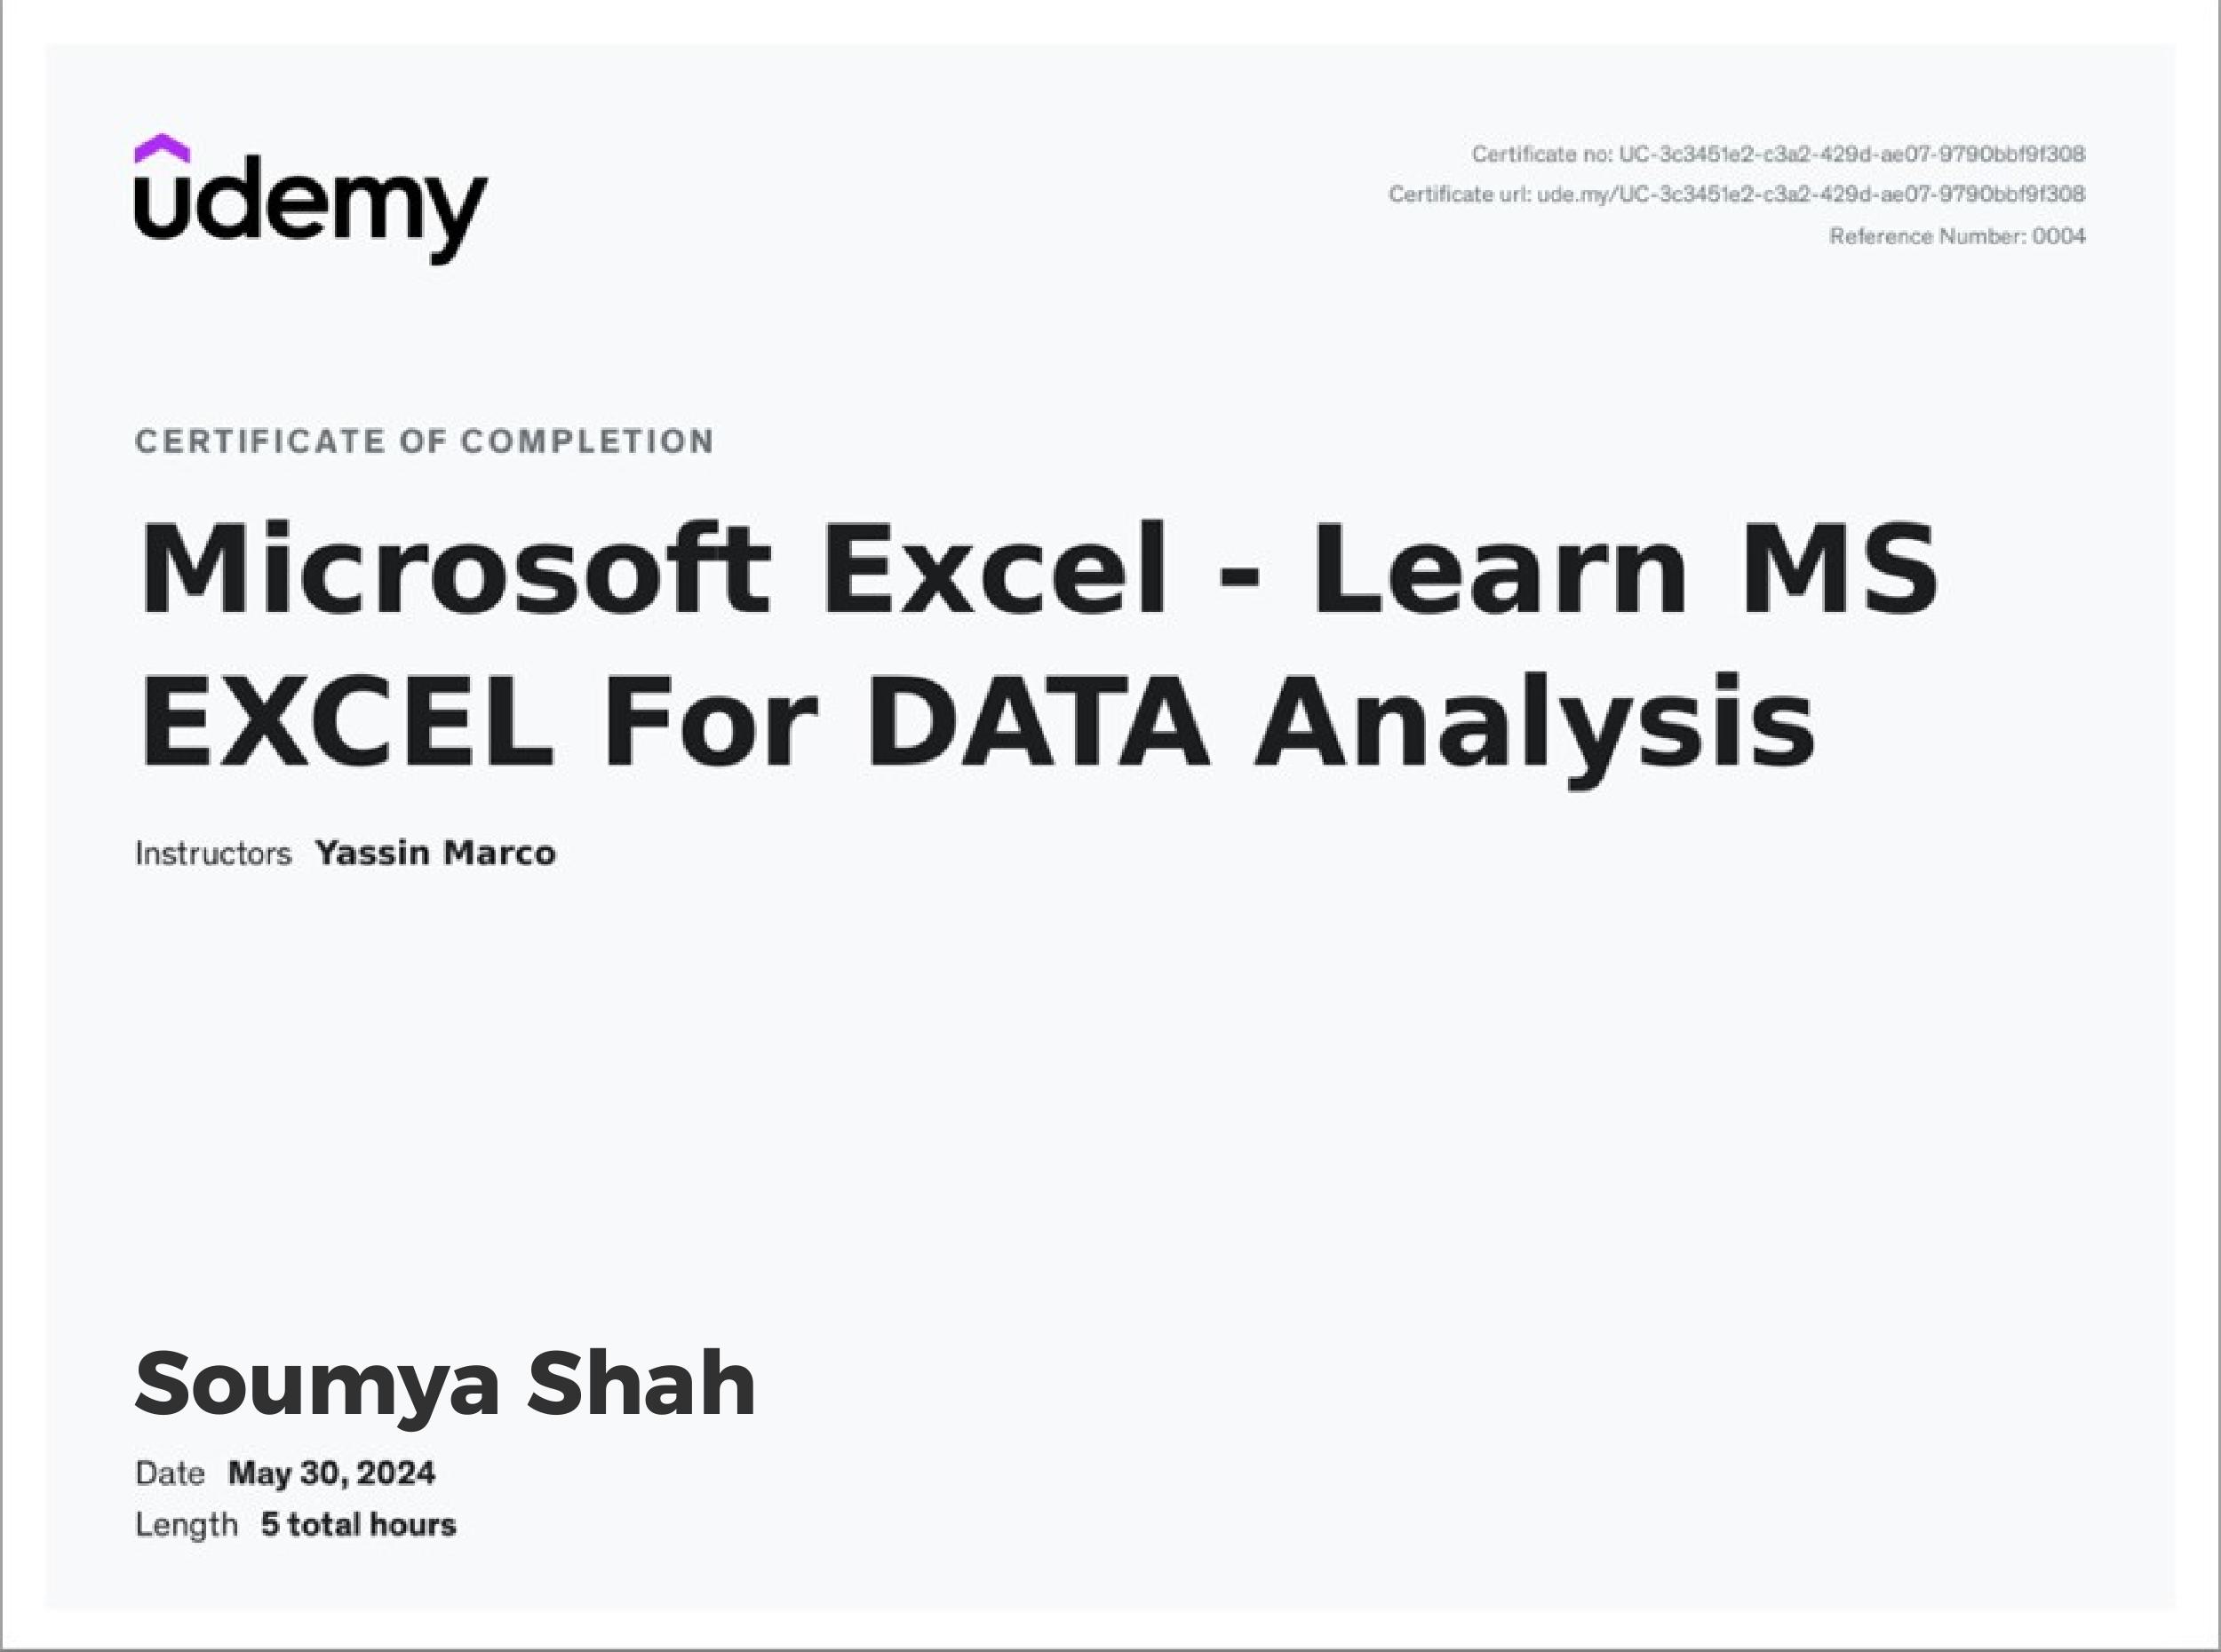 udemy
Certificate no: UC-3c3451e2-c3a2-429d-ae07-9790bbf9f308
Certificate url: ude.my/UC-3c3451e2-c3a2-429d-ae07-9790bbf9f308
Reference Number: 0004
CERTIFICATE OF COMPLETION
Microsoft Excel - Learn MS
EXCEL For DATA Analysis
Instructors Yassin Marco
Soumya Shah
Date May 30, 2024
Length 5 total hours